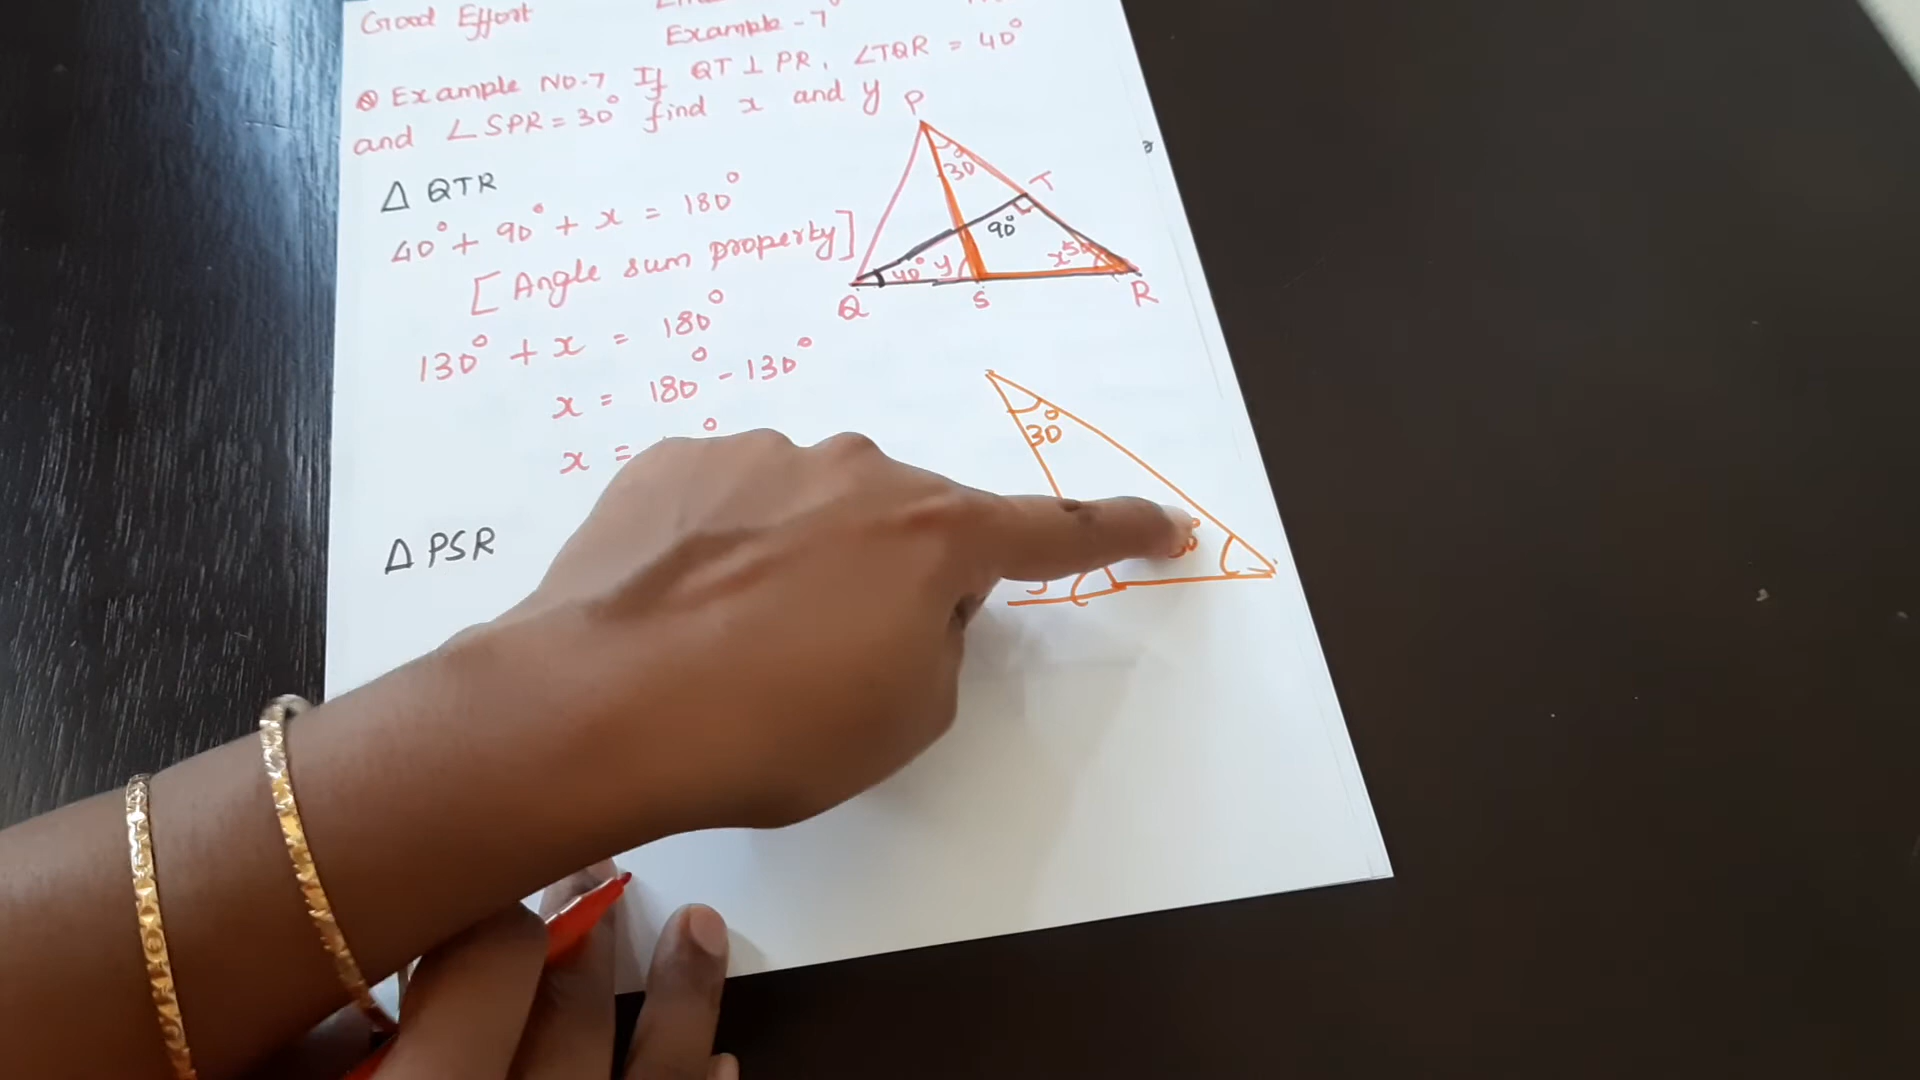 Good Effort
Example - 7
Example No.7 If QT ⊥ PR, ∠TQR = 40°
and ∠SPR = 30° find x and y
P
30°
T
△ QTR
40° + 90° + x = 180°
90°
[Angle sum property]
40° y
x
Q
S
R
130° + x = 180°
x = 180° - 130°
x =
30°
△ PSR